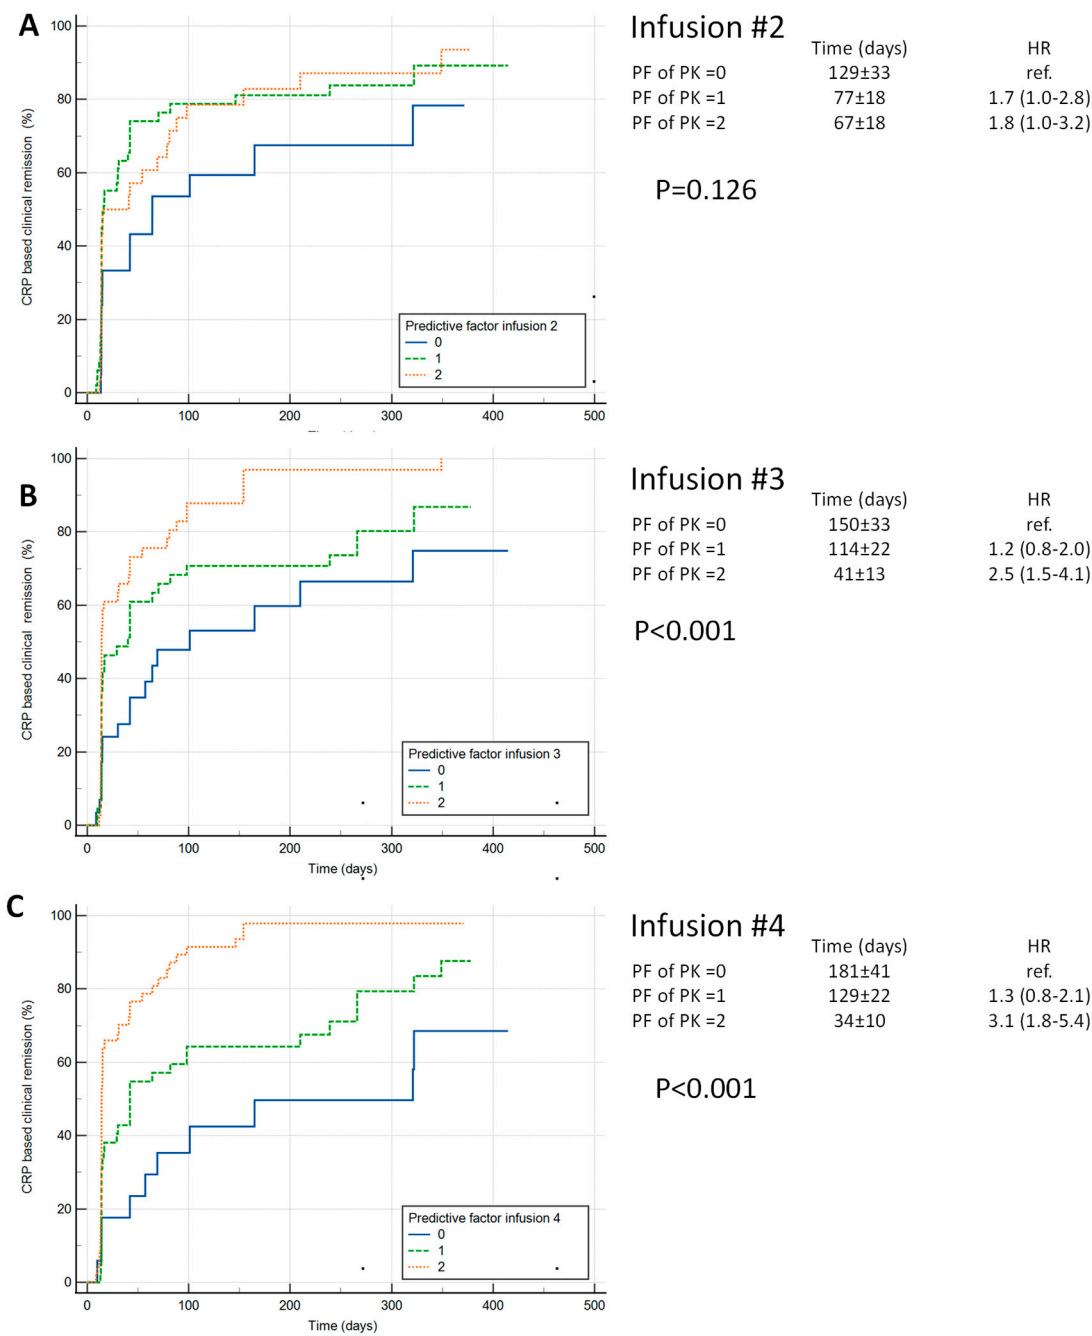 A
CRP based clinical remission (%)
100
80
60
40
20
0
Predictive factor infusion 2
0
1
2
0 100 200 300 400 500
Infusion #2
Time (days) HR
PF of PK =0 129±33 ref.
PF of PK =1 77±18 1.7 (1.0-2.8)
PF of PK =2 67±18 1.8 (1.0-3.2)
P=0.126
B
CRP based clinical remission (%)
100
80
60
40
20
0
Predictive factor infusion 3
0
1
2
0 100 200 300 400 500
Time (days)
Infusion #3
Time (days) HR
PF of PK =0 150±33 ref.
PF of PK =1 114±22 1.2 (0.8-2.0)
PF of PK =2 41±13 2.5 (1.5-4.1)
P<0.001
C
CRP based clinical remission (%)
100
80
60
40
20
0
Predictive factor infusion 4
0
1
2
0 100 200 300 400 500
Time (days)
Infusion #4
Time (days) HR
PF of PK =0 181±41 ref.
PF of PK =1 129±22 1.3 (0.8-2.1)
PF of PK =2 34±10 3.1 (1.8-5.4)
P<0.001